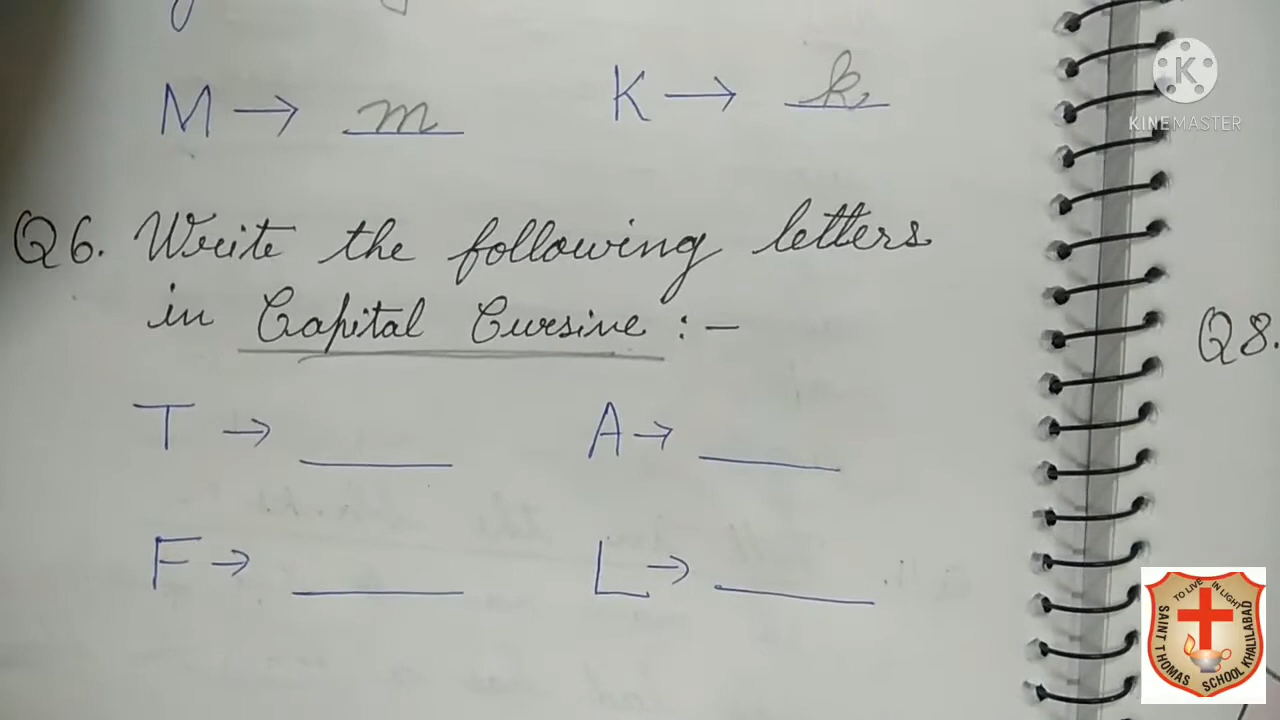 M → m K → k
KINEMASTER
Q6. Write the following letters
in Capital Cursive :-
Q8.
T → ____ A → ____
F → ____ L → ____
TO LIVE IN LIGHT
SAINT THOMAS SCHOOL KHALILABAD